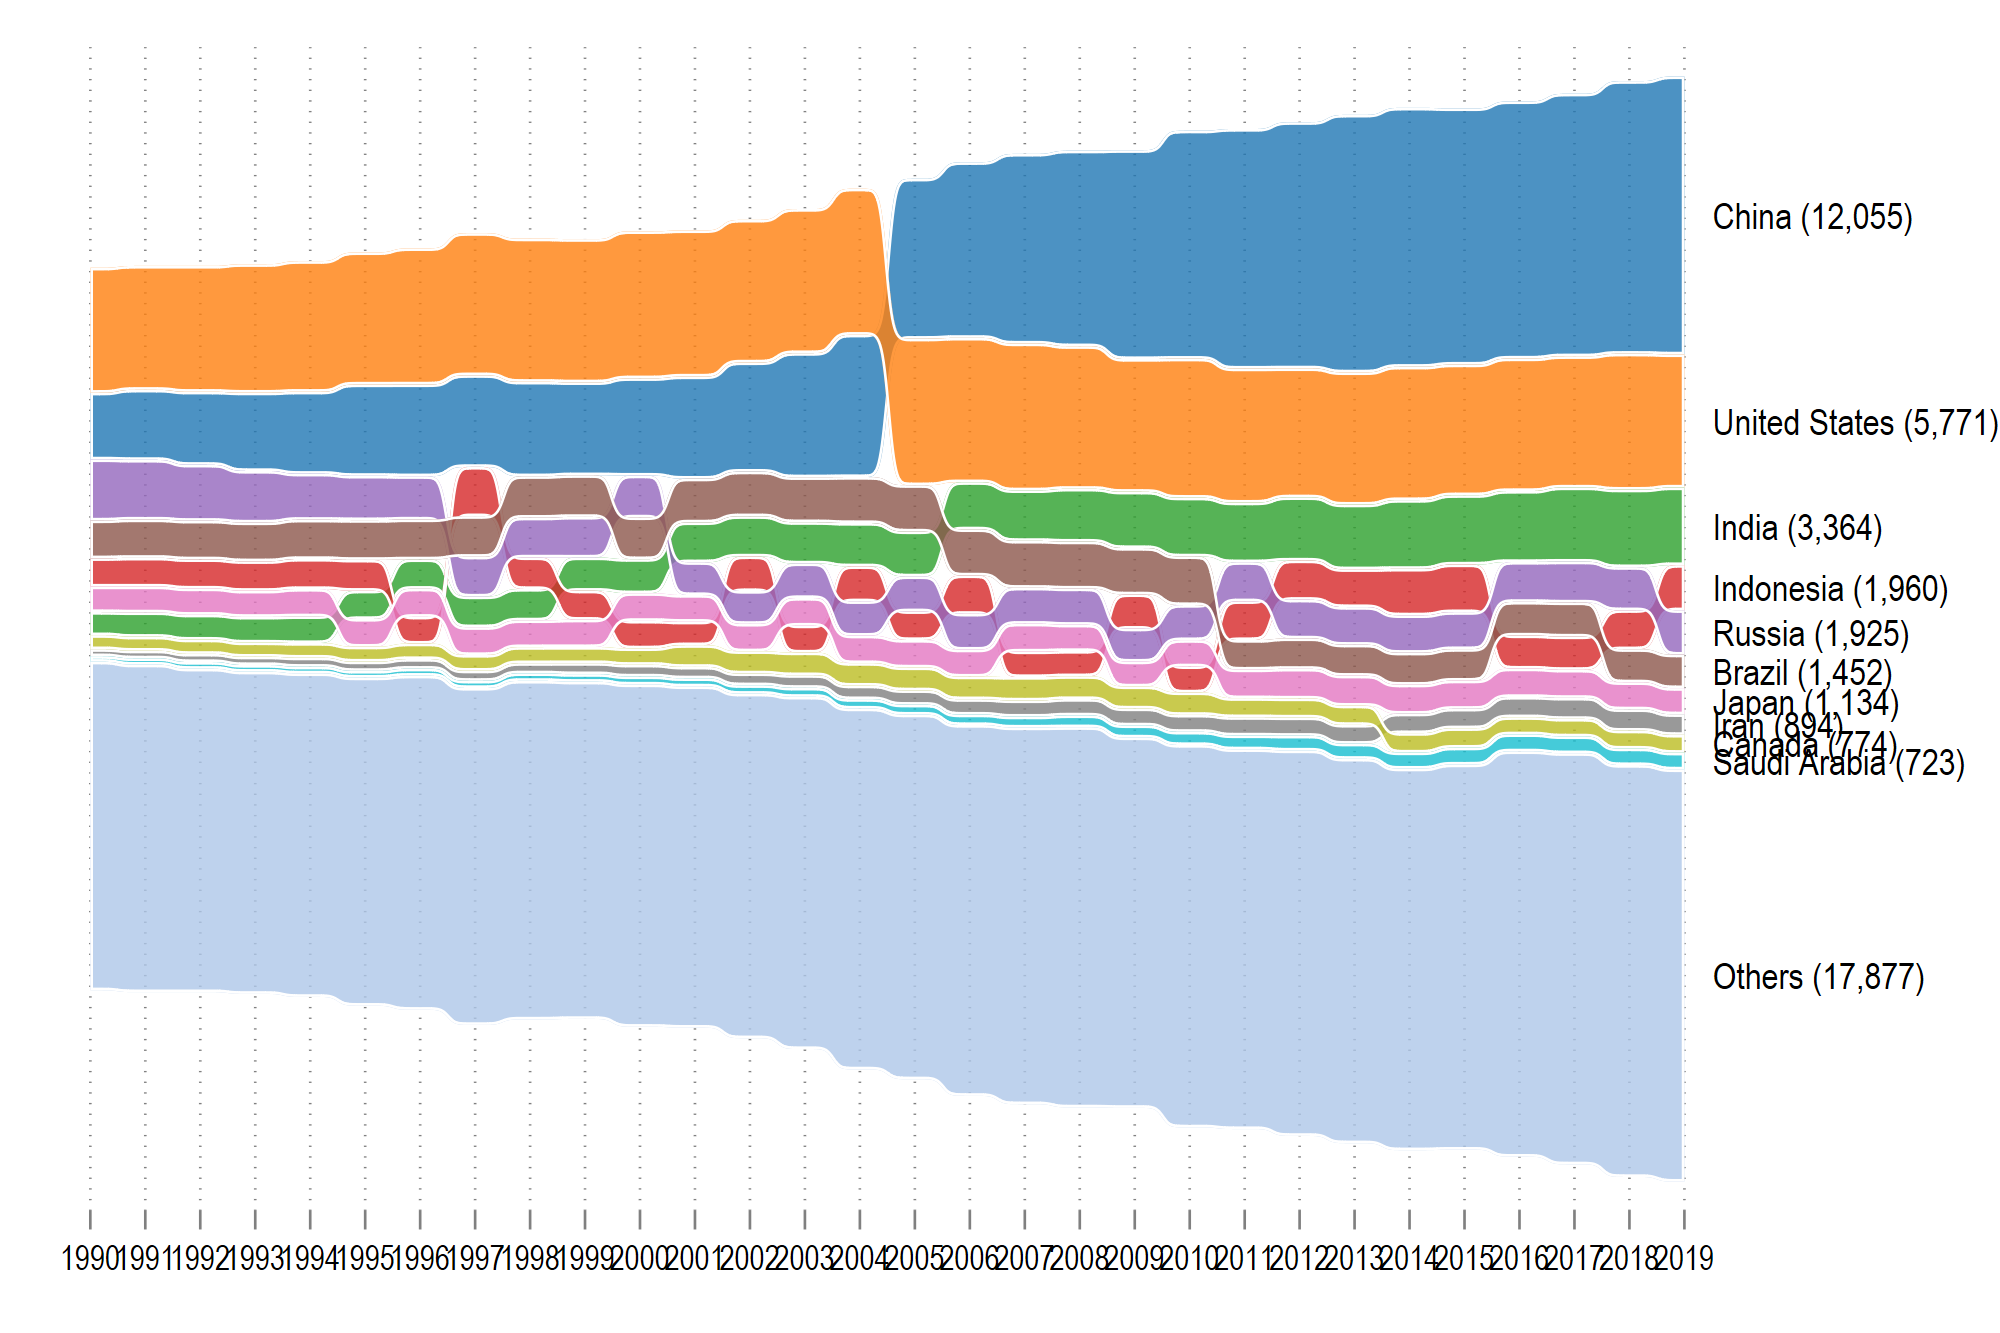 China (12,055)
United States (5,771)
India (3,364)
Indonesia (1,960)
Russia (1,925)
Brazil (1,452)
Japan (1,134)
Iran (894)
Canada (774)
Saudi Arabia (723)
Others (17,877)
1990 1991 1992 1993 1994 1995 1996 1997 1998 1999 2000 2001 2002 2003 2004 2005 2006 2007 2008 2009 2010 2011 2012 2013 2014 2015 2016 2017 2018 2019